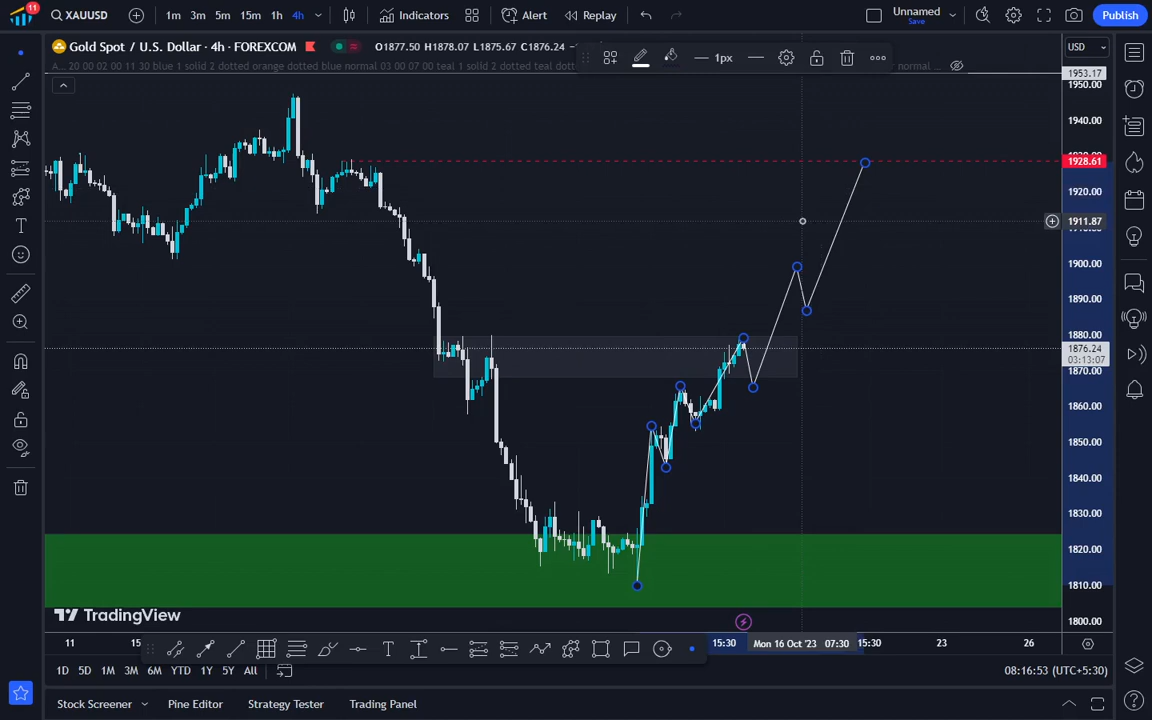 11
XAUUSD
1m 3m 5m 15m 1h 4h
Indicators
Alert
Replay
Unnamed
Save
Publish
Gold Spot / U.S. Dollar · 4h · FOREXCOM
O1877.50 H1878.07 L1875.67 C1876.24
USD
1px
A... 20 00 02 00 11 30 blue 1 solid 2 dotted orange dotted blue normal 03 00 07 00 teal 1 solid 2 dotted teal dott
normal ...
1953.17
1950.00
1940.00
1928.61
1920.00
1911.87
1900.00
1890.00
1880.00
1876.24
03:13:07
1870.00
1860.00
1850.00
1840.00
1830.00
1820.00
1810.00
1800.00
TradingView
11
15:30
Mon 16 Oct '23 07:30
15:30
23
26
1D 5D 1M 3M 6M YTD 1Y 5Y All
08:16:53 (UTC+5:30)
Stock Screener
Pine Editor
Strategy Tester
Trading Panel